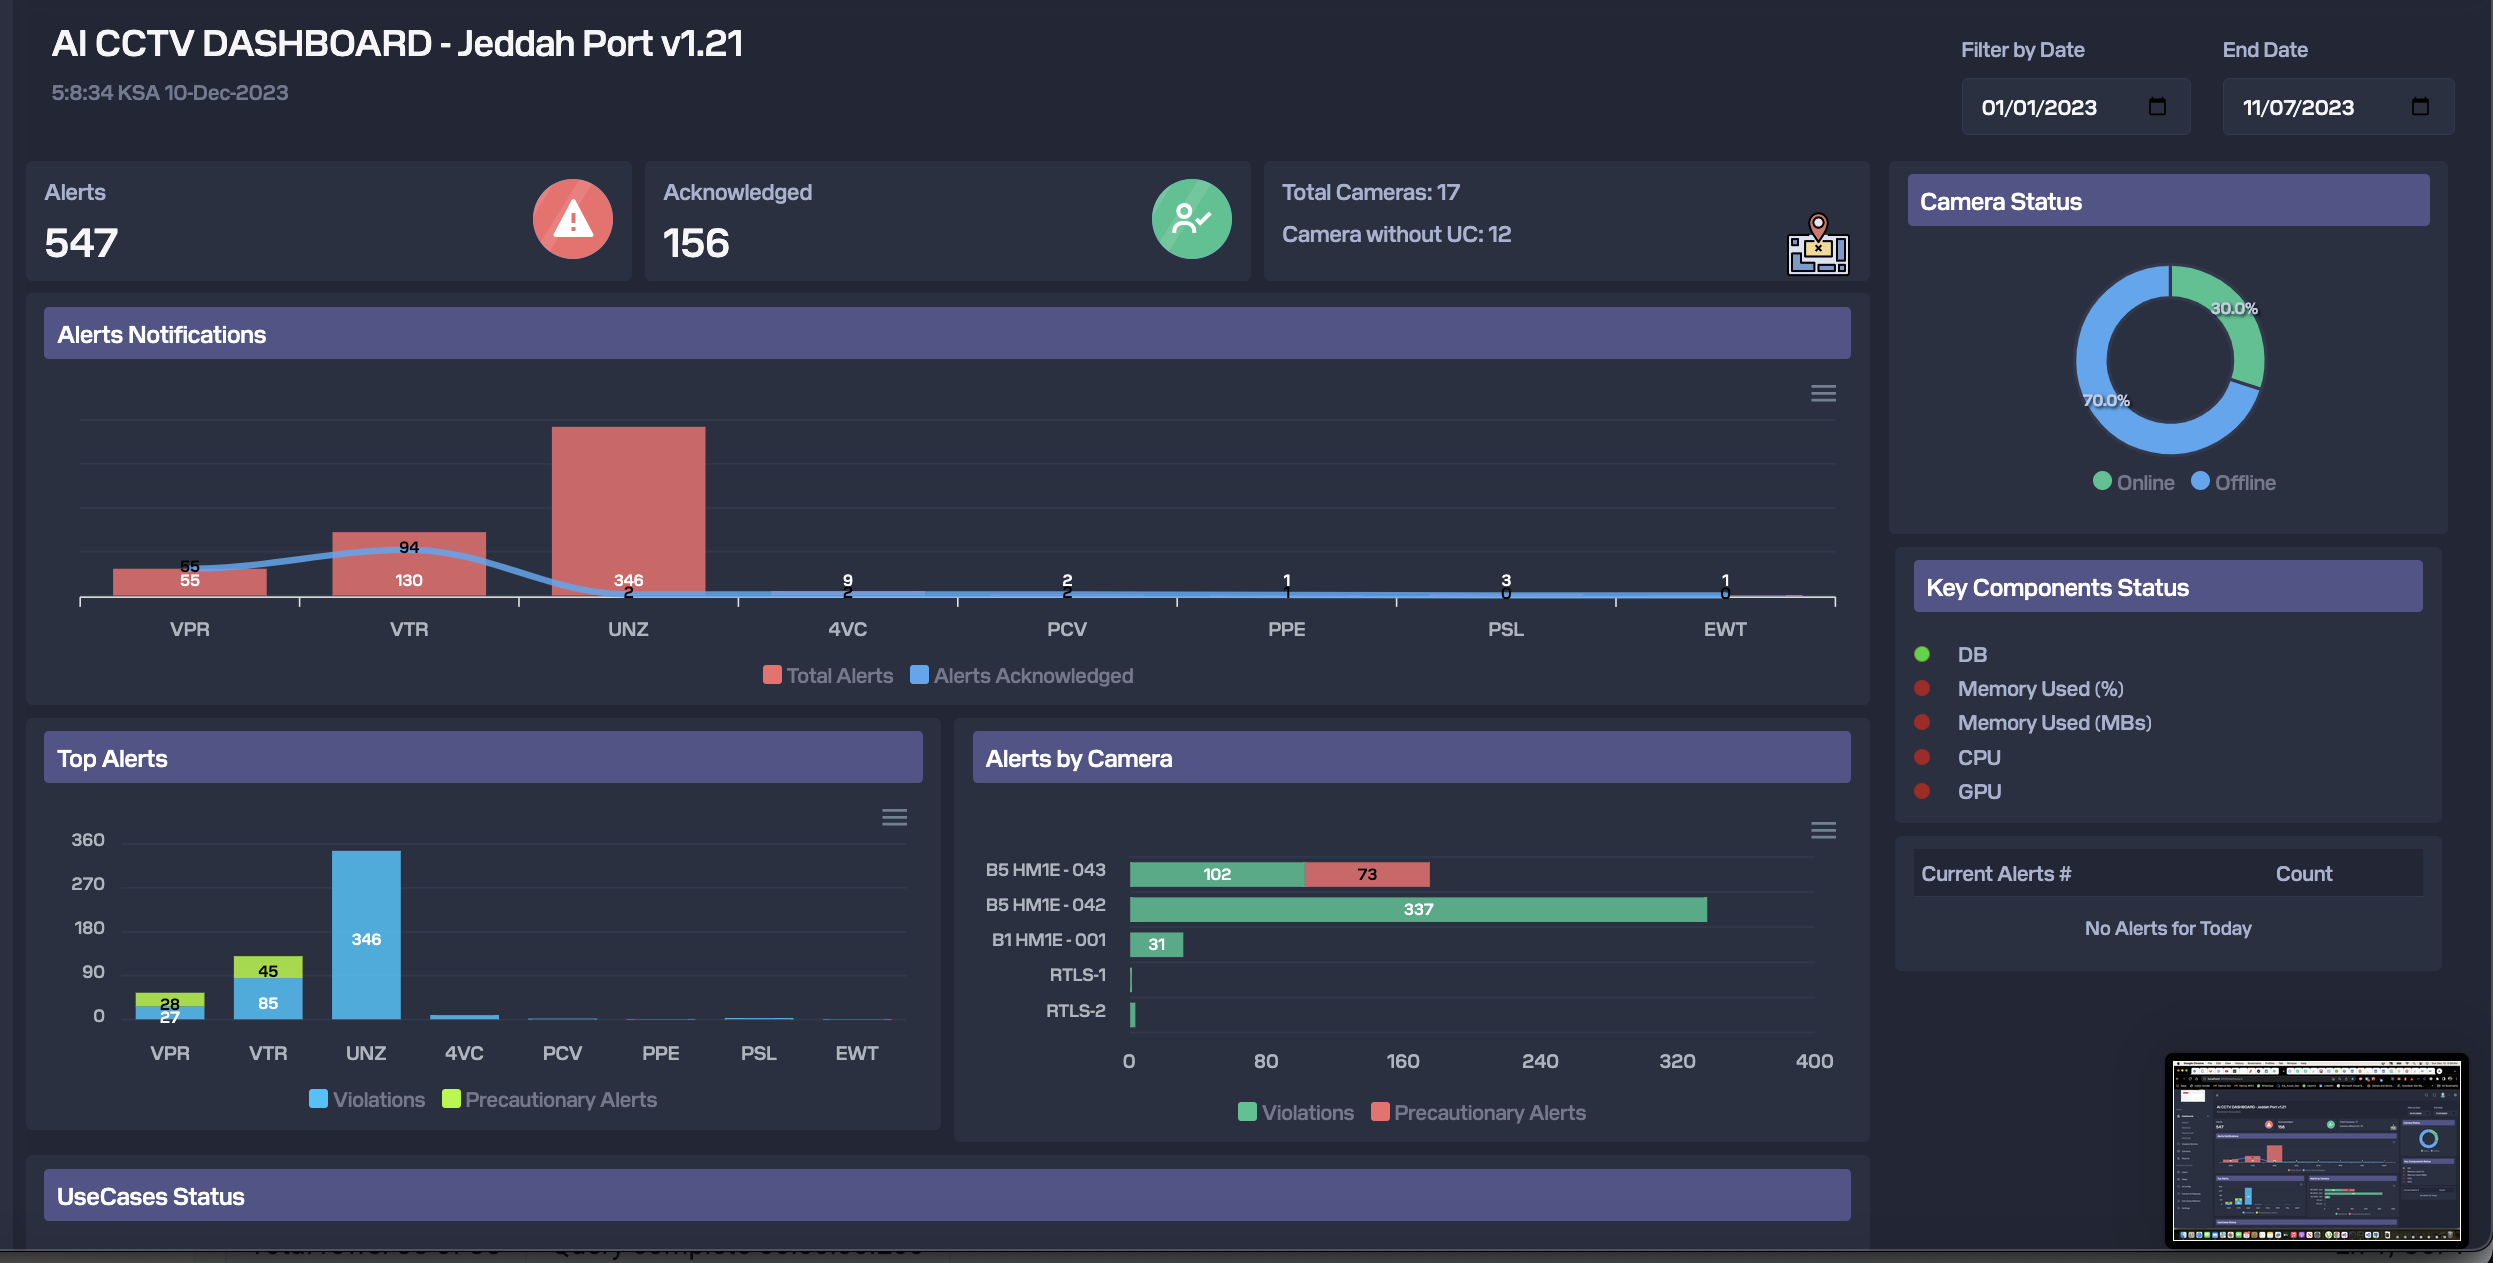 AI CCTV DASHBOARD - Jeddah Port v1.21
5:8:34 KSA 10-Dec-2023
Filter by Date
End Date
01/01/2023
11/07/2023
Alerts
547
Acknowledged
156
Total Cameras: 17
Camera without UC: 12
Camera Status
30.0%
70.0%
Online Offline
Alerts Notifications
55 94 2 2 2 1 0 0
55 130 346 9 2 1 3 1
VPR VTR UNZ 4VC PCV PPE PSL EWT
Total Alerts Alerts Acknowledged
Key Components Status
DB
Memory Used (%)
Memory Used (MBs)
CPU
GPU
Current Alerts # Count
No Alerts for Today
Top Alerts
360
270
180
90
0
28 45
27 85 346
VPR VTR UNZ 4VC PCV PPE PSL EWT
Violations Precautionary Alerts
Alerts by Camera
B5 HM1E - 043 102 73
B5 HM1E - 042 337
B1 HM1E - 001 31
RTLS-1
RTLS-2
0 80 160 240 320 400
Violations Precautionary Alerts
UseCases Status